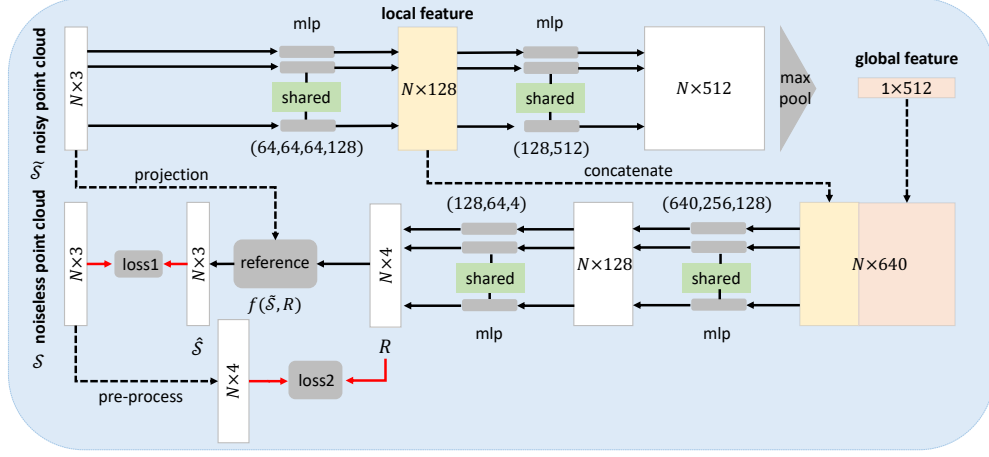 S̃ noisy point cloud
N×3
mlp
shared
(64,64,64,128)
local feature
N×128
mlp
shared
(128,512)
N×512
max
pool
global feature
1×512
projection
concatenate
S noiseless point cloud
N×3
loss1
N×3
Ŝ
reference
f(S̃,R)
N×4
R
(128,64,4)
shared
mlp
N×128
(640,256,128)
shared
mlp
N×640
pre-process
N×4
loss2